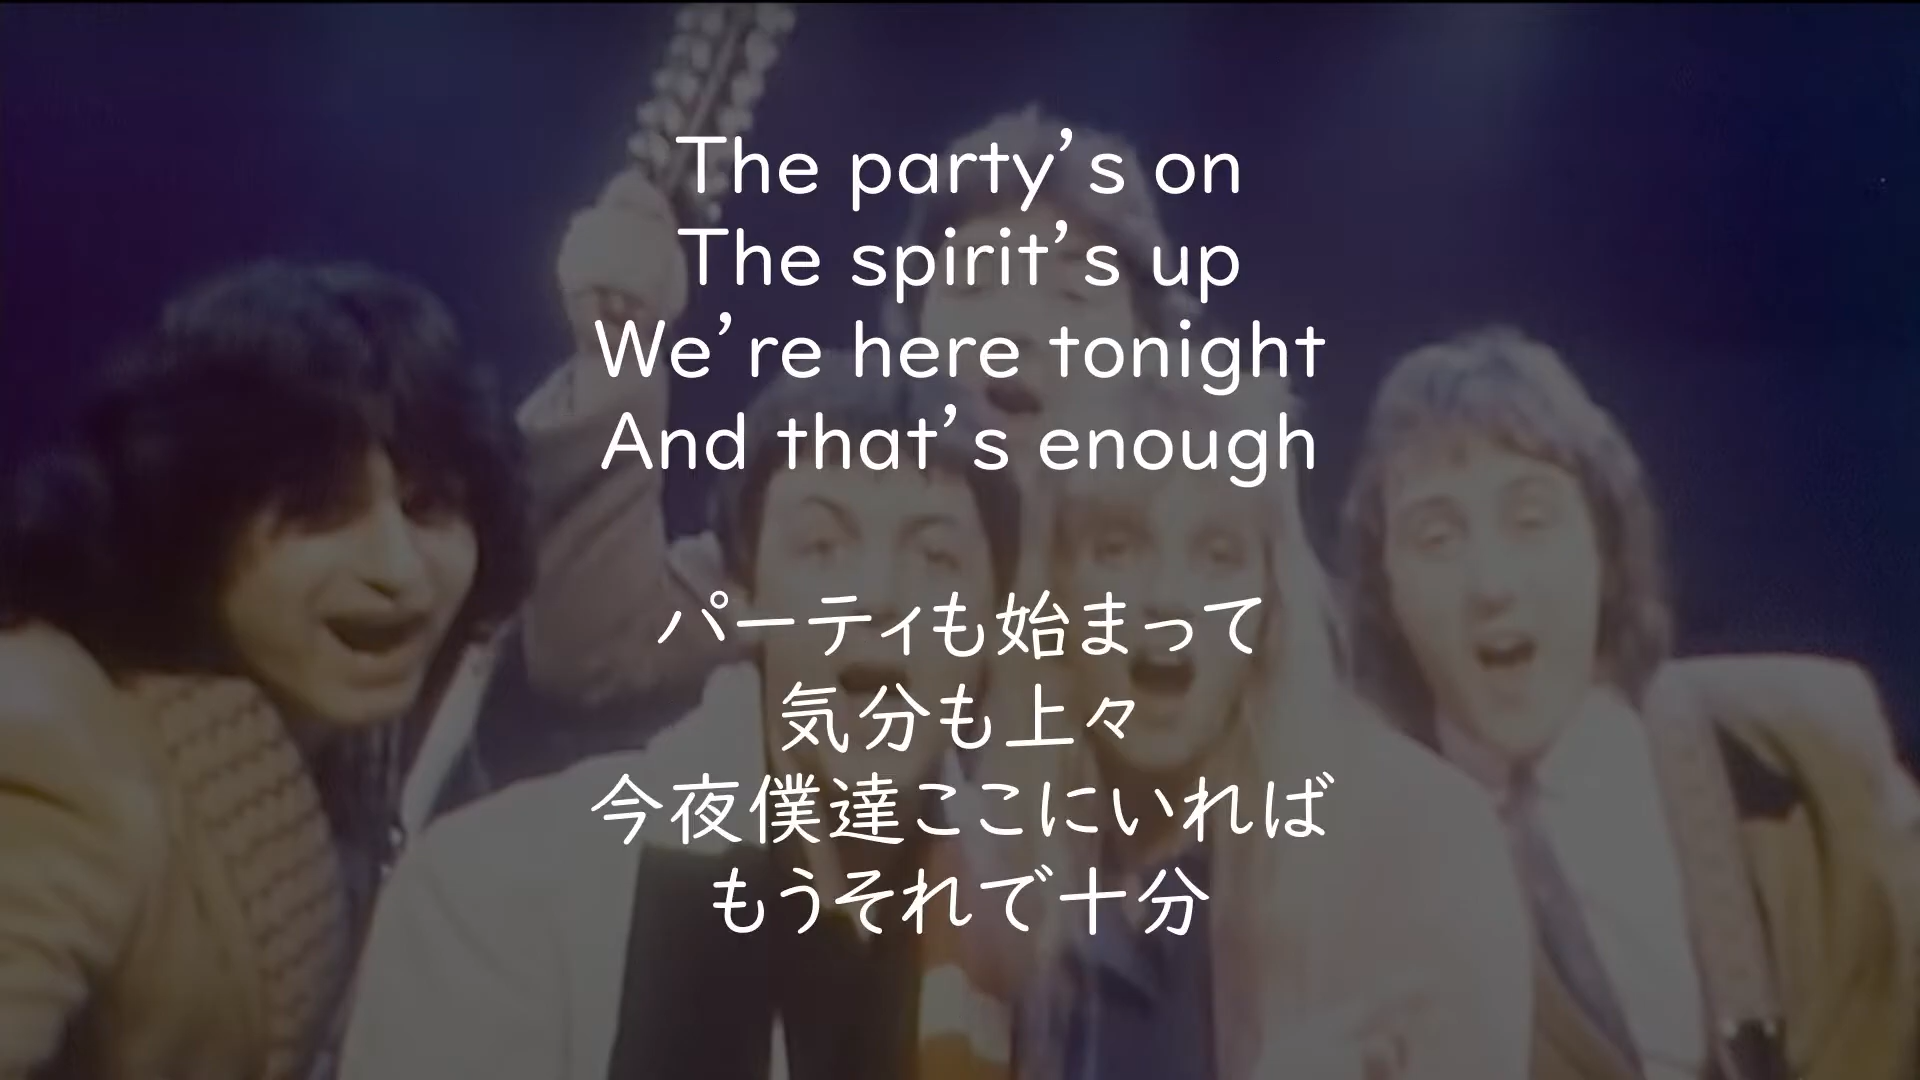 The party’s on
The spirit’s up
We’re here tonight
And that’s enough
パーティも始まって
気分も上々
今夜僕達ここにいれば
もうそれで十分